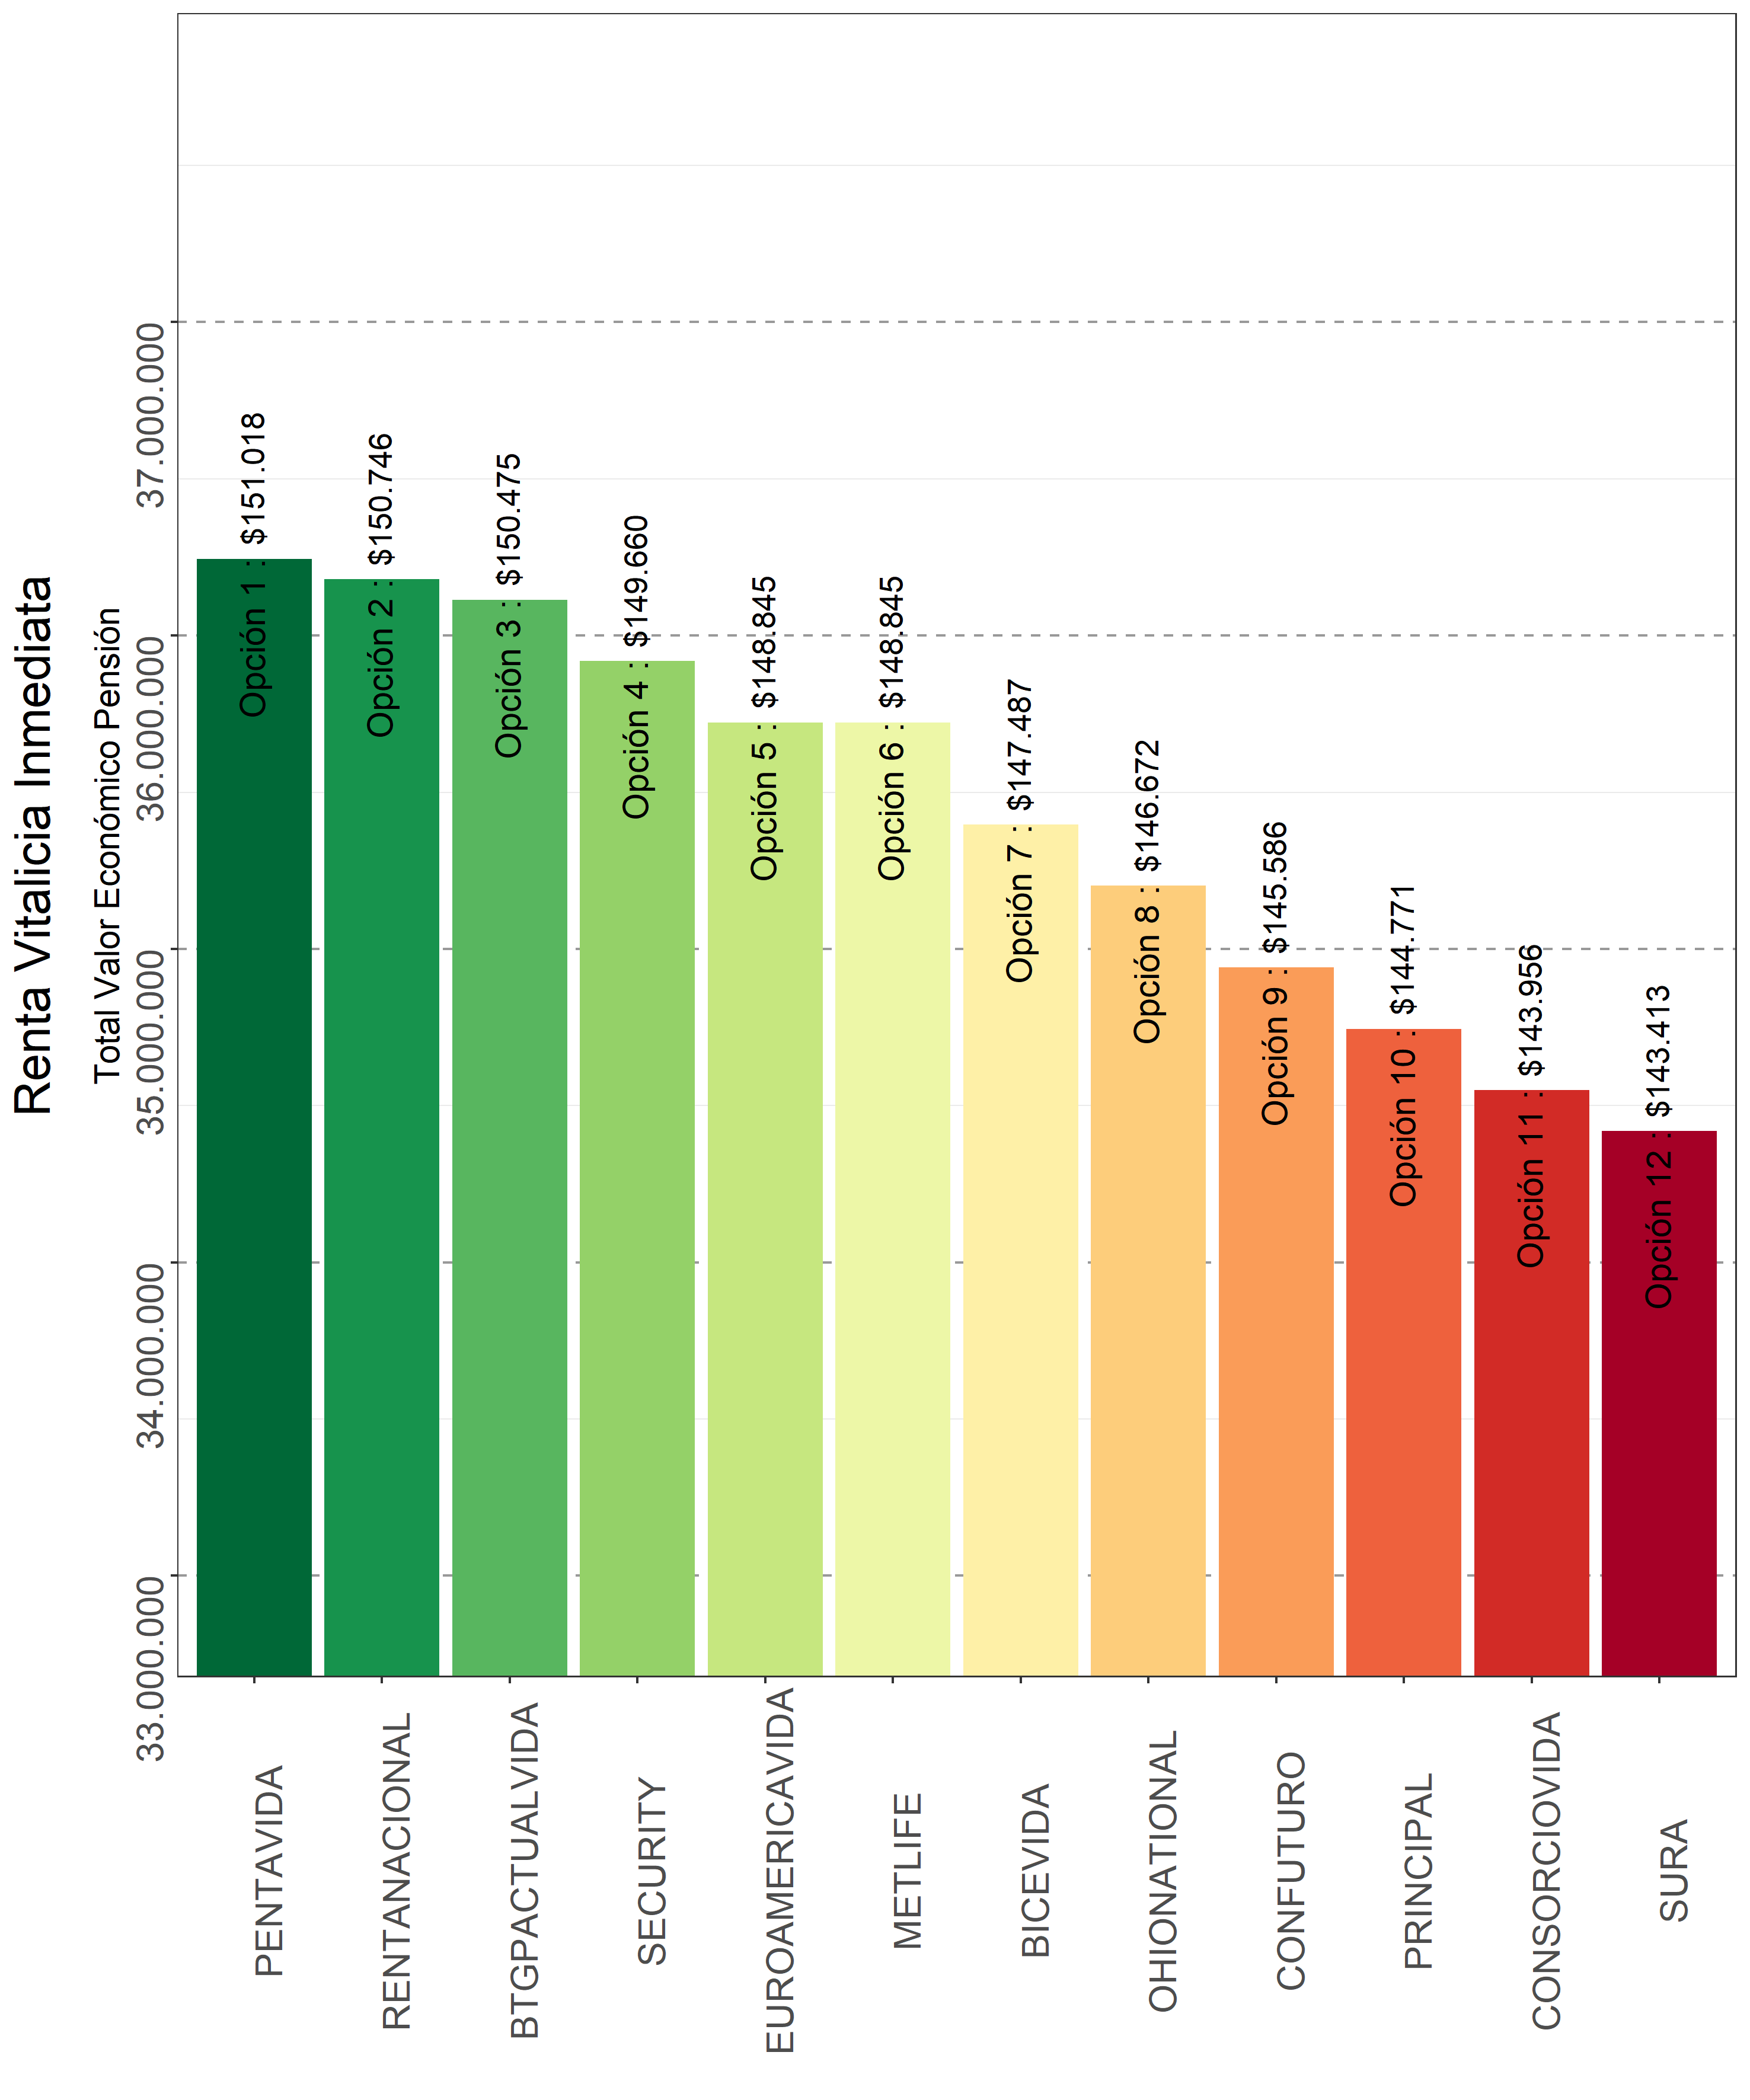 Renta Vitalicia Inmediata
Total Valor Económico Pensión
37.000.000
36.000.000
35.000.000
34.000.000
33.000.000
Opción 1 : $151.018
Opción 2 : $150.746
Opción 3 : $150.475
Opción 4 : $149.660
Opción 5 : $148.845
Opción 6 : $148.845
Opción 7 : $147.487
Opción 8 : $146.672
Opción 9 : $145.586
Opción 10 : $144.771
Opción 11 : $143.956
Opción 12 : $143.413
PENTAVIDA
RENTANACIONAL
BTGPACTUALVIDA
SECURITY
EUROAMERICAVIDA
METLIFE
BICEVIDA
OHIONATIONAL
CONFUTURO
PRINCIPAL
CONSORCIOVIDA
SURA